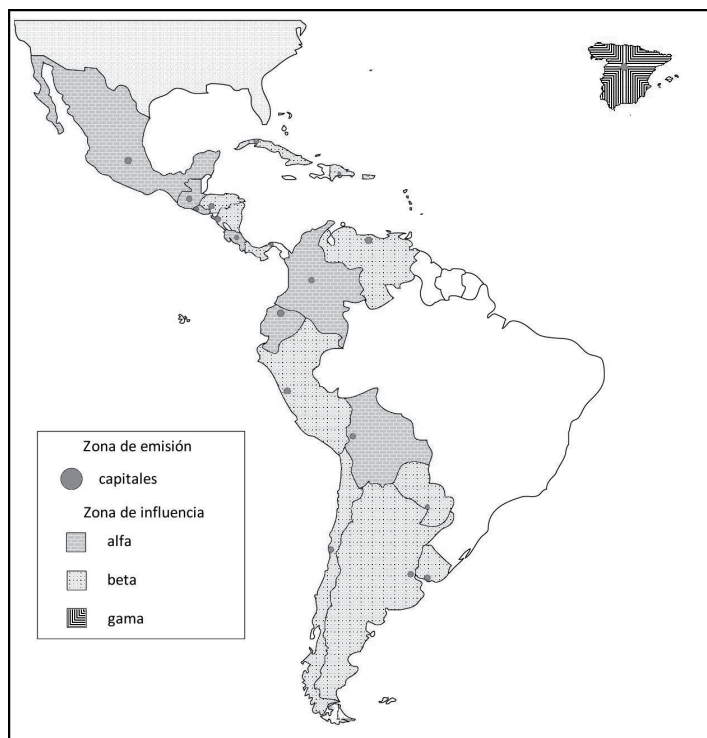 Zona de emisión
capitales
Zona de influencia
alfa
beta
gama